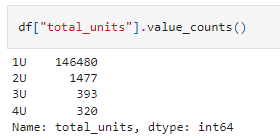 df["total_units"].value_counts()
1U    146480
2U      1477
3U       393
4U       320
Name: total_units, dtype: int64